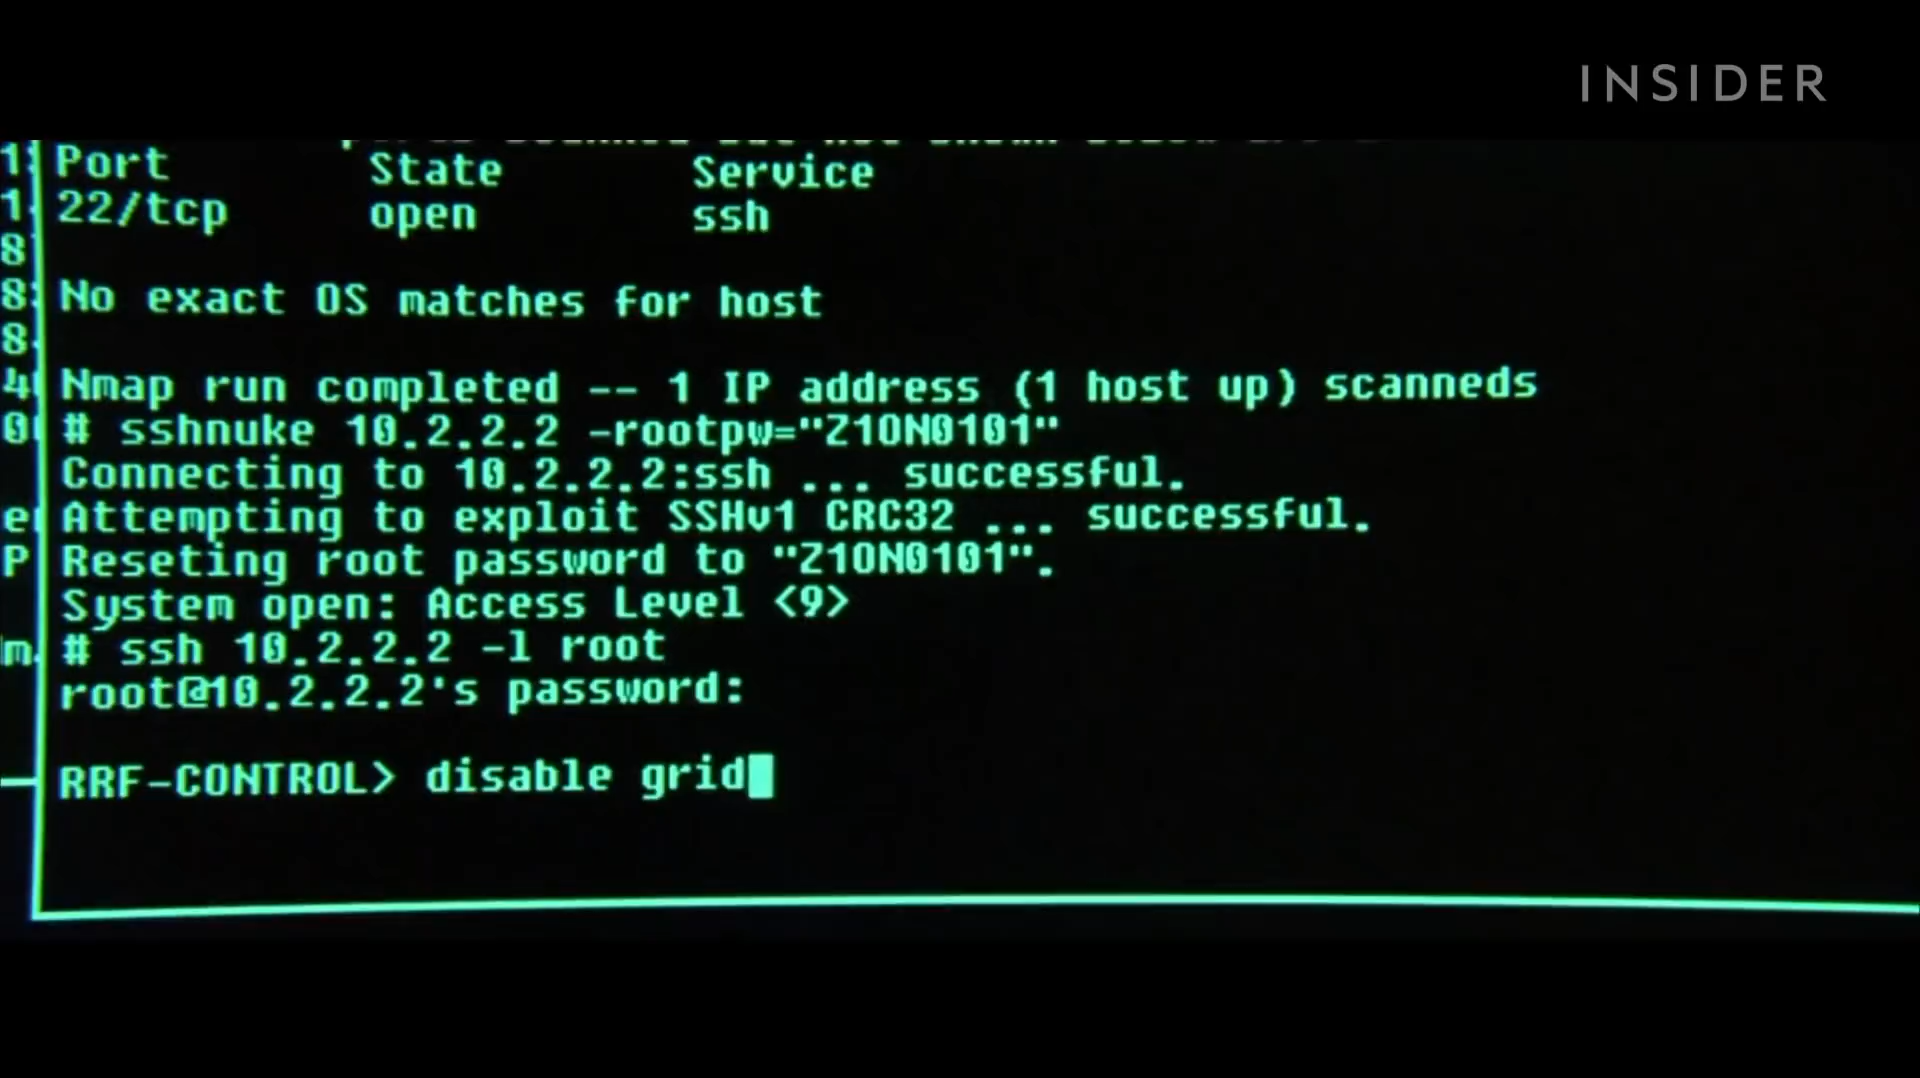 INSIDER
Port State Service
22/tcp open ssh
No exact OS matches for host
Nmap run completed -- 1 IP address (1 host up) scanneds
# sshnuke 10.2.2.2 -rootpw="Z10N0101"
Connecting to 10.2.2.2:ssh ... successful.
Attempting to exploit SSHv1 CRC32 ... successful.
Reseting root password to "Z10N0101".
System open: Access Level <9>
# ssh 10.2.2.2 -l root
root@10.2.2.2's password:
RRF-CONTROL> disable grid